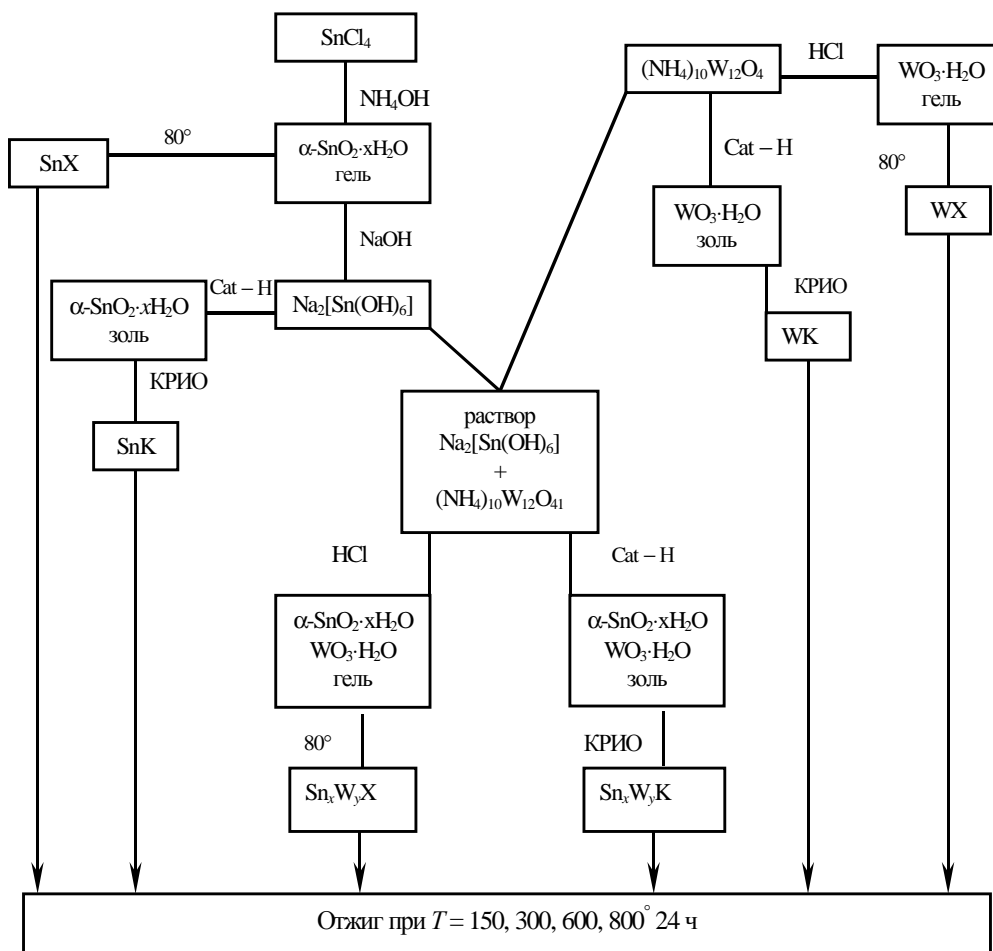 SnCl₄
NH₄OH
80°
SnX
α-SnO₂·xH₂O
гель
NaOH
Cat – H
α-SnO₂·xH₂O
золь
Na₂[Sn(OH)₆]
КРИО
SnK
(NH₄)₁₀W₁₂O₄
HCl
WO₃·H₂O
гель
Cat – H
80°
WO₃·H₂O
золь
WX
КРИО
WK
раствор
Na₂[Sn(OH)₆]
+
(NH₄)₁₀W₁₂O₄₁
HCl
Cat – H
α-SnO₂·xH₂O
WO₃·H₂O
гель
α-SnO₂·xH₂O
WO₃·H₂O
золь
80°
КРИО
SnₓWᵧX
SnₓWᵧK
Отжиг при T = 150, 300, 600, 800° 24 ч